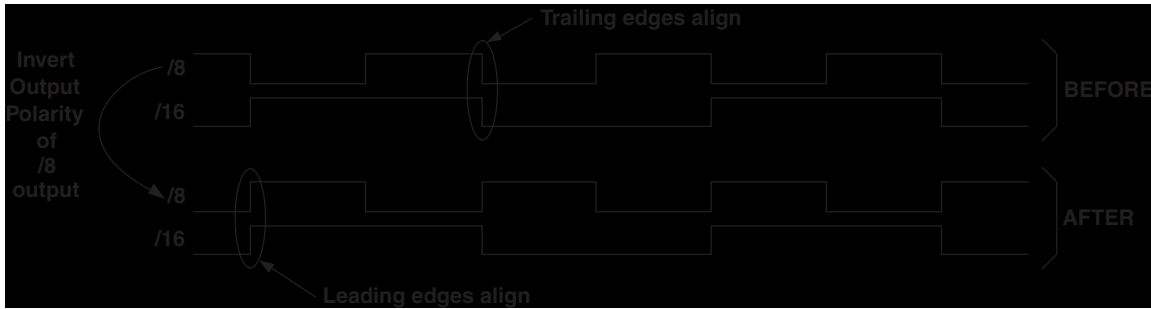 Trailing edges align
Invert
Output
Polarity
of
/8
output
/8
/16
BEFORE
/8
/16
AFTER
Leading edges align